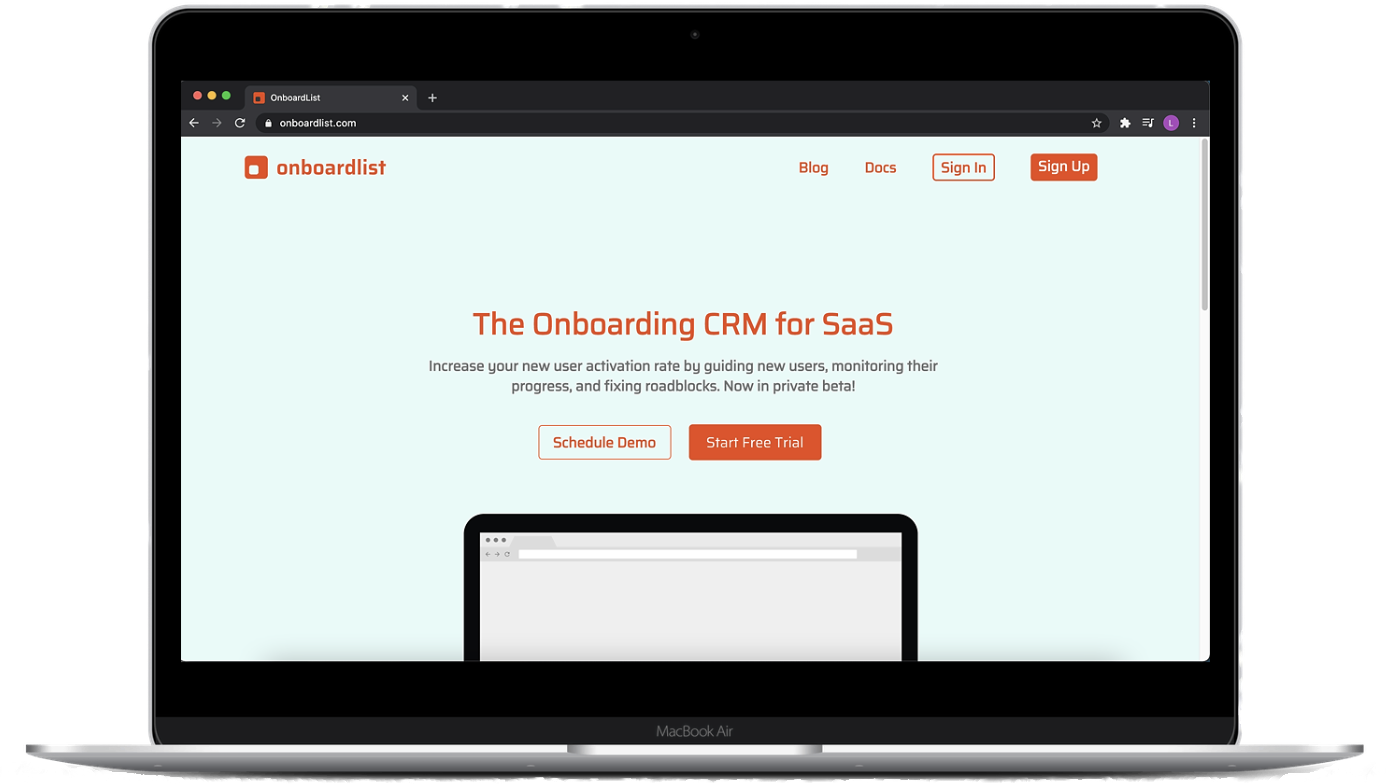 OnboardList
onboardlist.com
L
onboardlist
Blog
Docs
Sign In
Sign Up
The Onboarding CRM for SaaS
Increase your new user activation rate by guiding new users, monitoring their
progress, and fixing roadblocks. Now in private beta!
Schedule Demo
Start Free Trial
MacBook Air